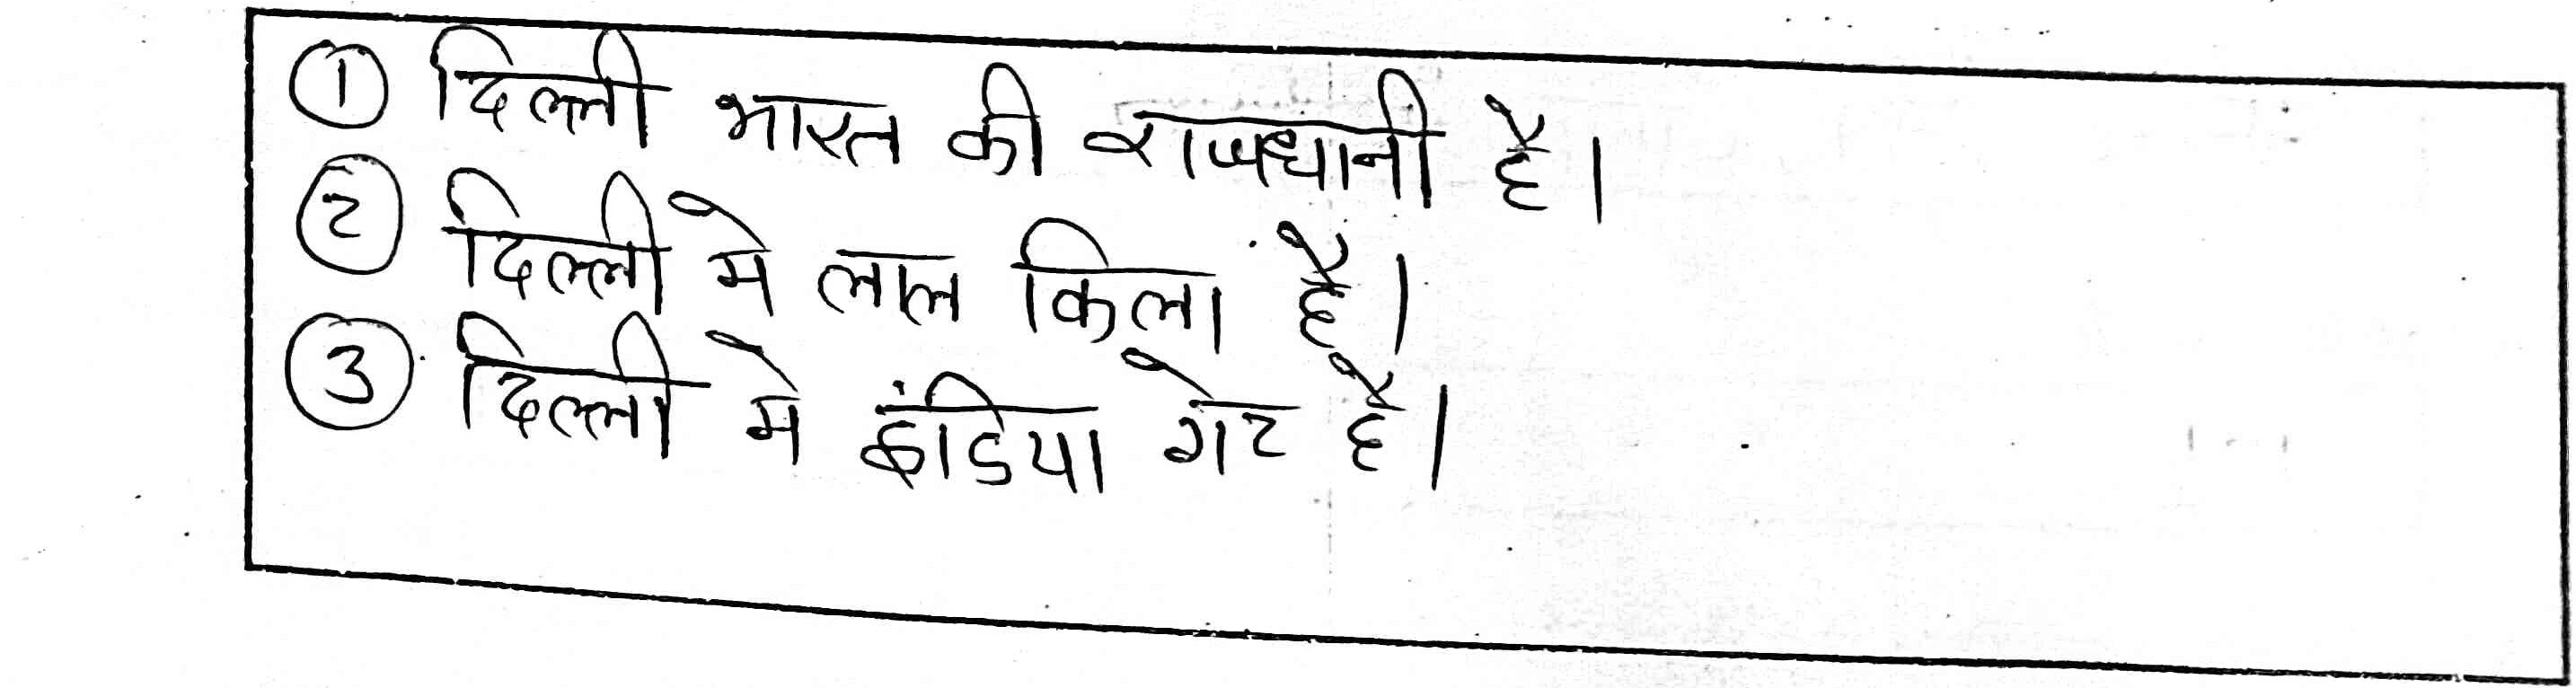 ① दिल्ली भारत की राजधानी है।
② दिल्ली मे लाल किला है।
③ दिल्ली मे इंडिया गेट है।